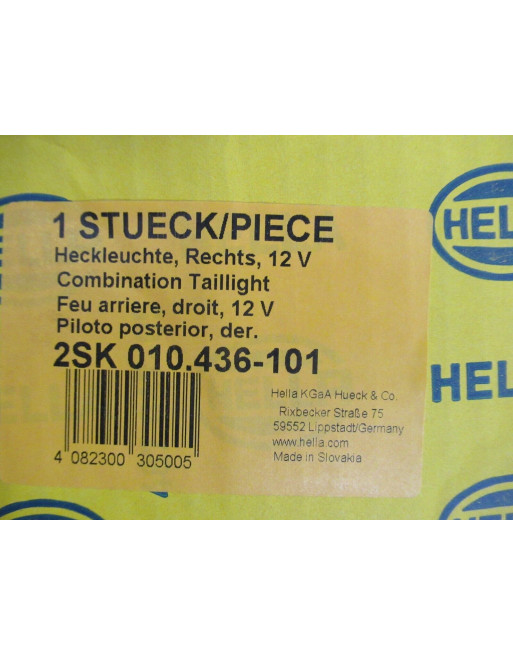 1 STUECK/PIECE
Heckleuchte, Rechts, 12 V
Combination Taillight
Feu arriere, droit, 12 V
Piloto posterior, der.
2SK 010.436-101
4 082300 305005
Hella KGaA Hueck & Co.
Rixbecker Straße 75
59552 Lippstadt/Germany
www.hella.com
Made in Slovakia
HELLA
HELL